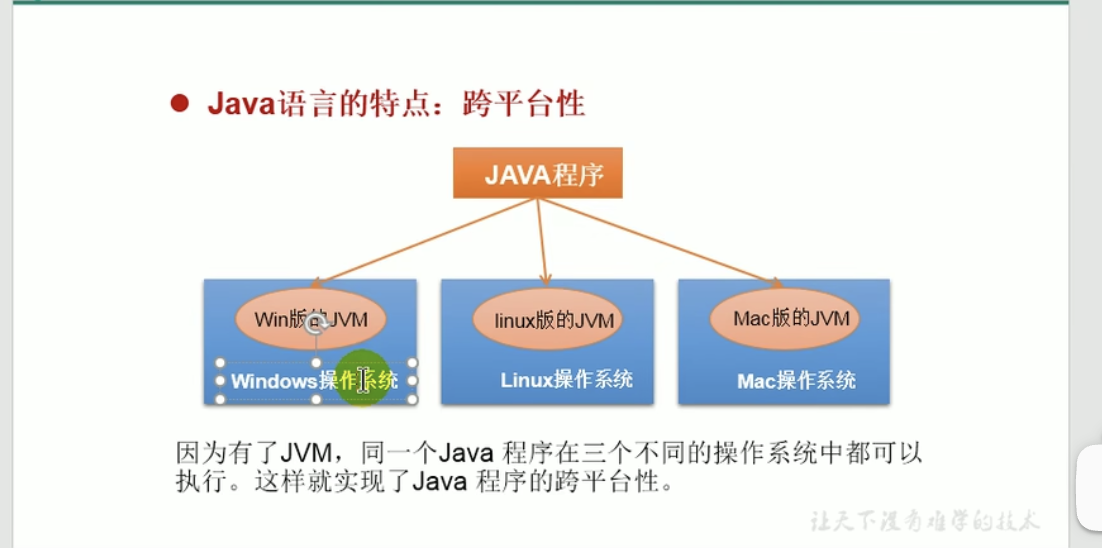 Java语言的特点：跨平台性
JAVA程序
Win版的JVM
linux版的JVM
Mac版的JVM
Windows操作系统
Linux操作系统
Mac操作系统
因为有了JVM，同一个Java 程序在三个不同的操作系统中都可以
执行。这样就实现了Java 程序的跨平台性。
让天下没有难学的技术